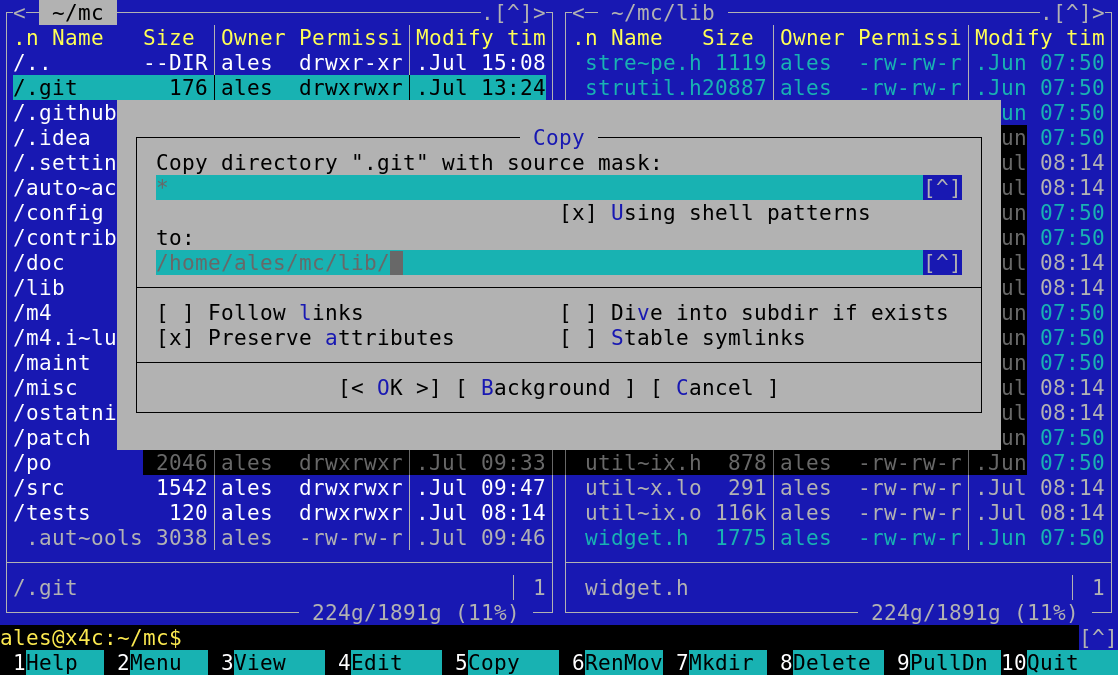 <─ ~/mc .[^]> <─ ~/mc/lib .[^]>
.n Name Size Owner Permissi Modify tim .n Name Size Owner Permissi Modify tim
/.. --DIR ales drwxr-xr .Jul 15:08 stre~pe.h 1119 ales -rw-rw-r .Jun 07:50
/.git 176 ales drwxrwxr .Jul 13:24 strutil.h20887 ales -rw-rw-r .Jun 07:50
/.github un 07:50
/.idea Copy un 07:50
/.settin Copy directory ".git" with source mask: ul 08:14
/auto~ac * [^] ul 08:14
/config [x] Using shell patterns un 07:50
/contrib to: un 07:50
/doc /home/ales/mc/lib/ [^] ul 08:14
/lib ul 08:14
/m4 [ ] Follow links [ ] Dive into subdir if exists un 07:50
/m4.i~lu [x] Preserve attributes [ ] Stable symlinks un 07:50
/maint un 07:50
/misc [< OK >] [ Background ] [ Cancel ] ul 08:14
/ostatni ul 08:14
/patch un 07:50
/po 2046 ales drwxrwxr .Jul 09:33 util~ix.h 878 ales -rw-rw-r .Jun 07:50
/src 1542 ales drwxrwxr .Jul 09:47 util~x.lo 291 ales -rw-rw-r .Jul 08:14
/tests 120 ales drwxrwxr .Jul 08:14 util~ix.o 116k ales -rw-rw-r .Jul 08:14
.aut~ools 3038 ales -rw-rw-r .Jul 09:46 widget.h 1775 ales -rw-rw-r .Jun 07:50
/.git 1 widget.h 1
224g/1891g (11%) 224g/1891g (11%)
ales@x4c:~/mc$ [^]
1Help 2Menu 3View 4Edit 5Copy 6RenMov 7Mkdir 8Delete 9PullDn 10Quit